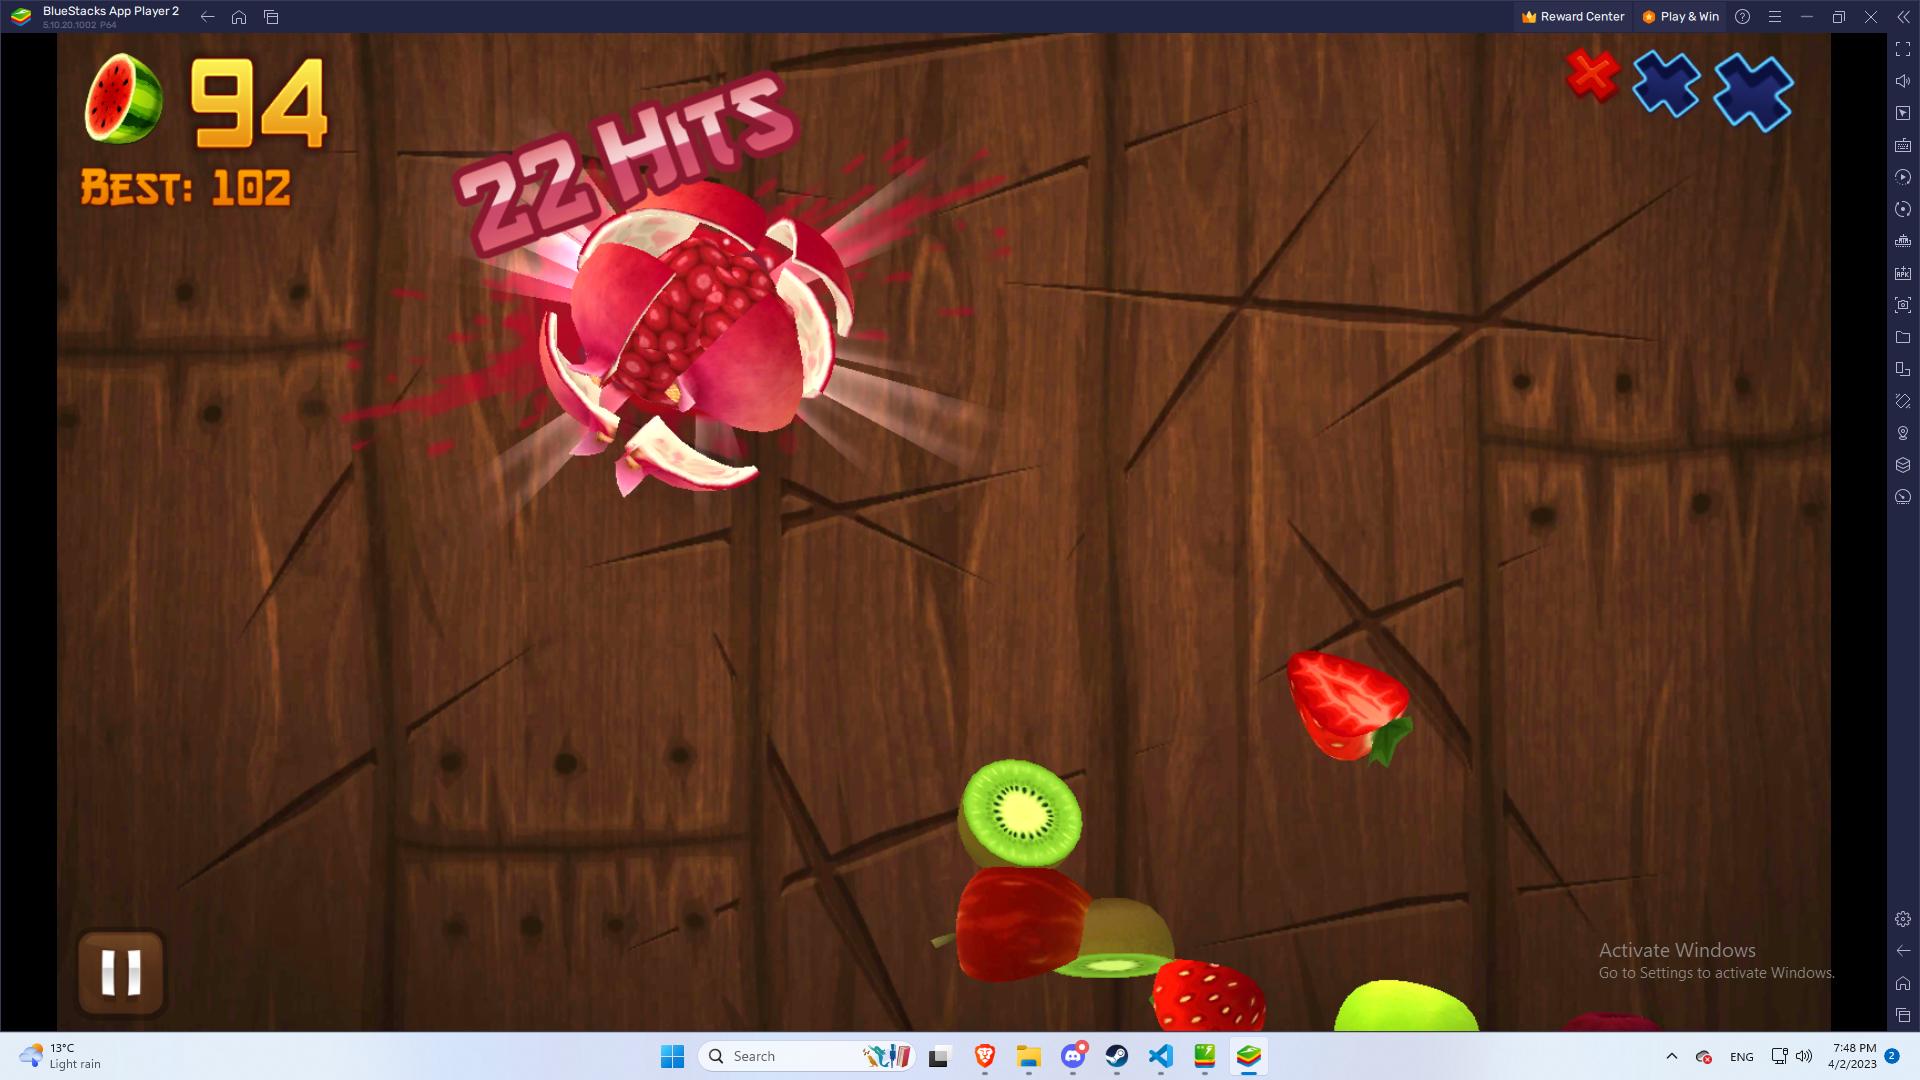 BlueStacks App Player 2
5.10.20.1002 P64
Reward Center
Play & Win
94
BEST: 102
22 HITS
Activate Windows
Go to Settings to activate Windows.
13°C
Light rain
Search
ENG
7:48 PM
4/2/2023
2